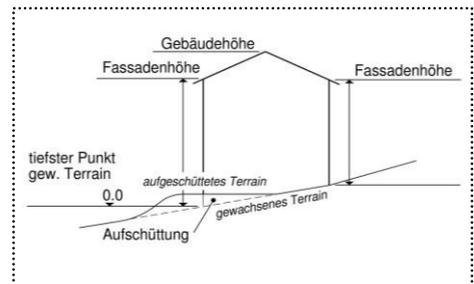 Gebäudehöhe
Fassadenhöhe
Fassadenhöhe
tiefster Punkt
gew. Terrain
0.0
aufgeschüttetes Terrain
gewachsenes Terrain
Aufschüttung